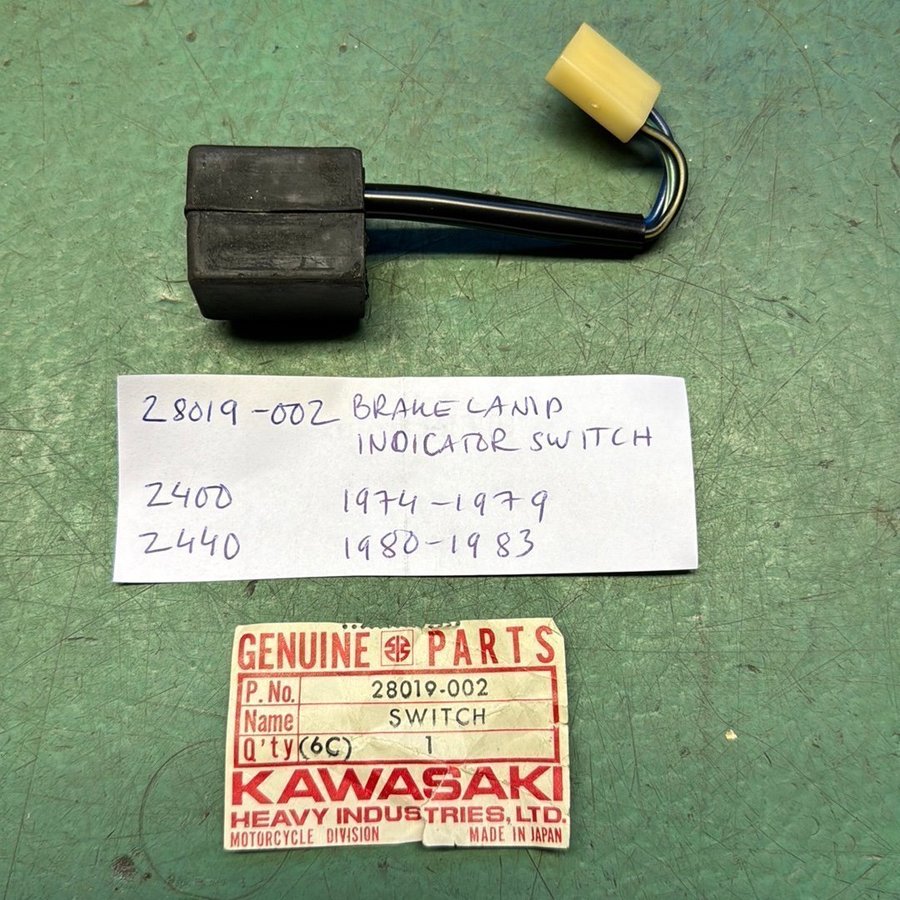 28019-002 BRAKE LAMP
INDICATOR SWITCH
Z400 1974-1979
Z440 1980-1983
GENUINE PARTS
P.No. 28019-002
Name SWITCH
Q'ty (6C) 1
KAWASAKI
HEAVY INDUSTRIES, LTD.
MOTORCYCLE DIVISION MADE IN JAPAN